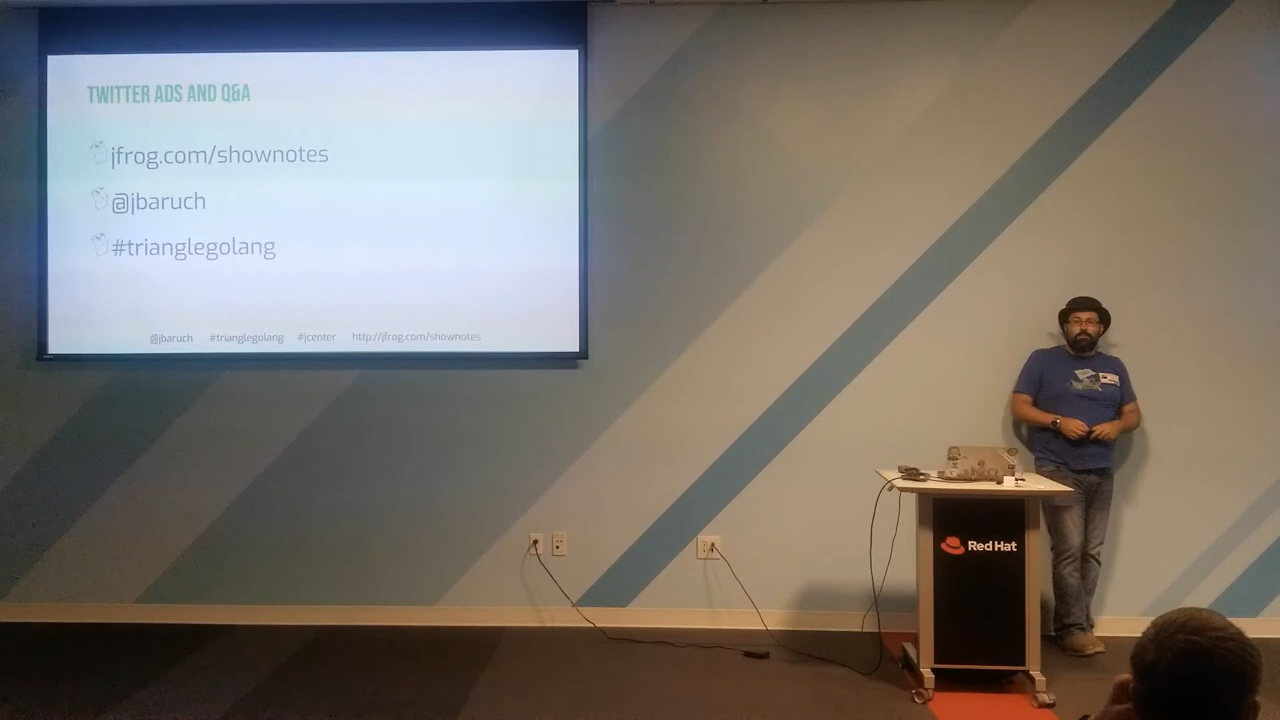 TWITTER ADS AND Q&A
jfrog.com/shownotes
@jbaruch
#trianglegolang
@jbaruch #trianglegolang #jcenter http://jfrog.com/shownotes
Red Hat